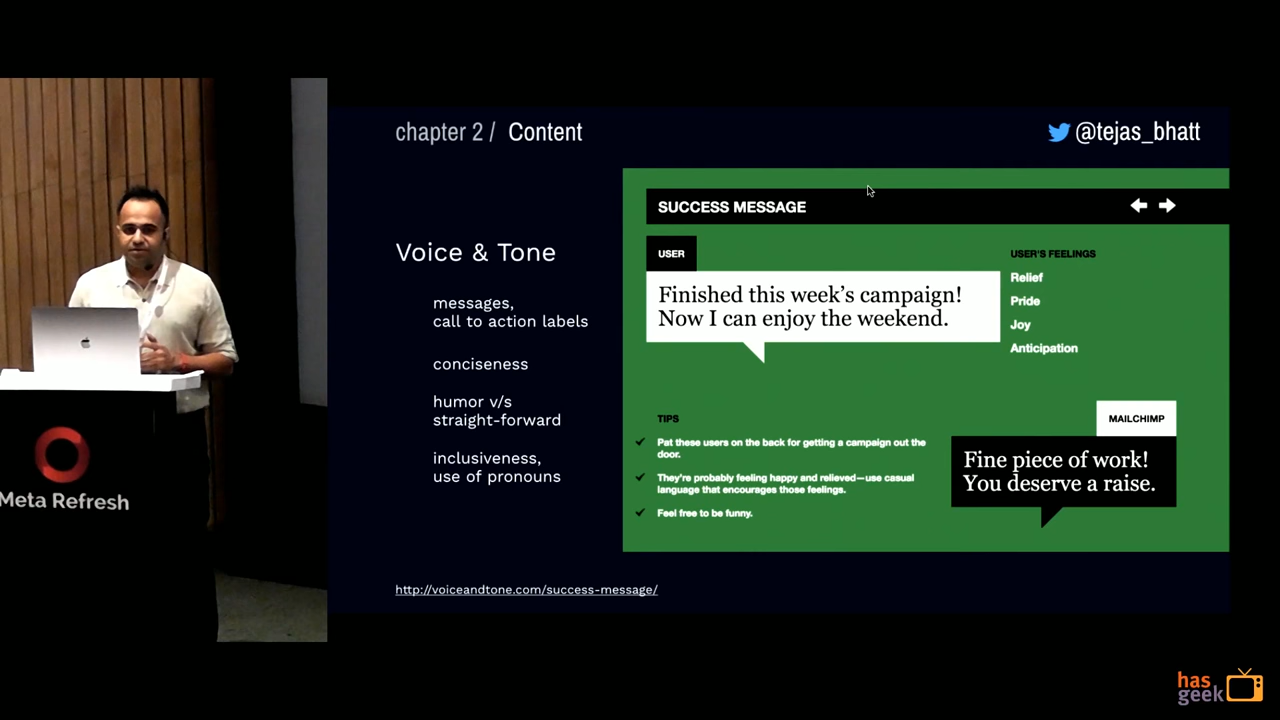 chapter 2 / Content
@tejas_bhatt
Voice & Tone
messages,
call to action labels
conciseness
humor v/s
straight-forward
inclusiveness,
use of pronouns
SUCCESS MESSAGE
USER
Finished this week's campaign!
Now I can enjoy the weekend.
USER'S FEELINGS
Relief
Pride
Joy
Anticipation
TIPS
Pat these users on the back for getting a campaign out the
door.
They're probably feeling happy and relieved—use casual
language that encourages those feelings.
Feel free to be funny.
MAILCHIMP
Fine piece of work!
You deserve a raise.
http://voiceandtone.com/success-message/
Meta Refresh
has
geek